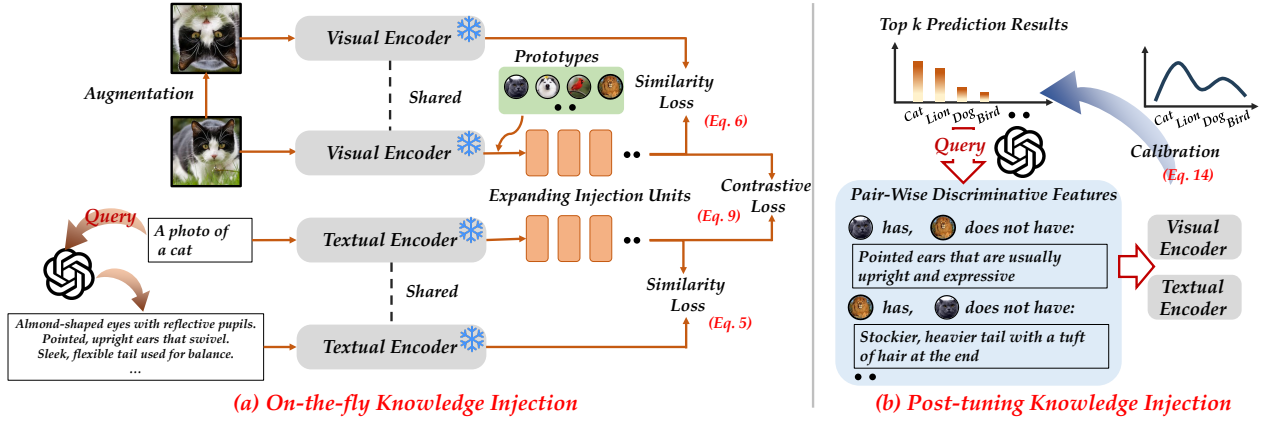 Augmentation
Visual Encoder
Shared
Visual Encoder
Prototypes
Similarity
Loss
(Eq. 6)
Expanding Injection Units
(Eq. 9)
Contrastive
Loss
Query
A photo of
a cat
Textual Encoder
Shared
Textual Encoder
Similarity
Loss
(Eq. 5)
Almond-shaped eyes with reflective pupils.
Pointed, upright ears that swivel.
Sleek, flexible tail used for balance.
...
(a) On-the-fly Knowledge Injection
Top k Prediction Results
Cat
Lion
Dog
Bird
Cat
Lion
Dog
Bird
Query
Calibration
(Eq. 14)
Pair-Wise Discriminative Features
has, does not have:
Pointed ears that are usually
upright and expressive
has, does not have:
Stockier, heavier tail with a tuft
of hair at the end
Visual
Encoder
Textual
Encoder
(b) Post-tuning Knowledge Injection